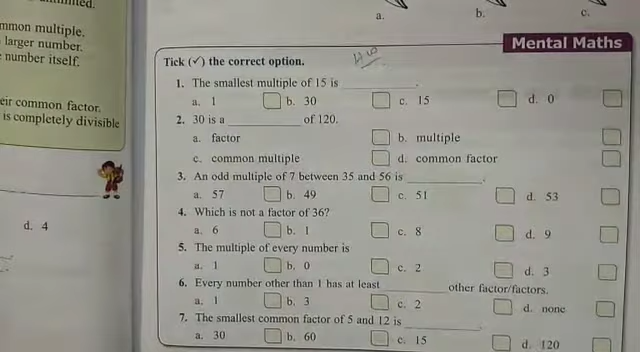 mmon multiple.
larger number.
number itself.
eir common factor.
is completely divisible
d. 4
a. b. c.
Mental Maths
Tick (✓) the correct option.
1. The smallest multiple of 15 is ________.
a. 1 b. 30 c. 15 d. 0
2. 30 is a ________ of 120.
a. factor b. multiple
c. common multiple d. common factor
3. An odd multiple of 7 between 35 and 56 is ________.
a. 57 b. 49 c. 51 d. 53
4. Which is not a factor of 36?
a. 6 b. 1 c. 8 d. 9
5. The multiple of every number is
a. 1 b. 0 c. 2 d. 3
6. Every number other than 1 has at least ________ other factor/factors.
a. 1 b. 3 c. 2 d. none
7. The smallest common factor of 5 and 12 is ________.
a. 30 b. 60 c. 15 d. 120